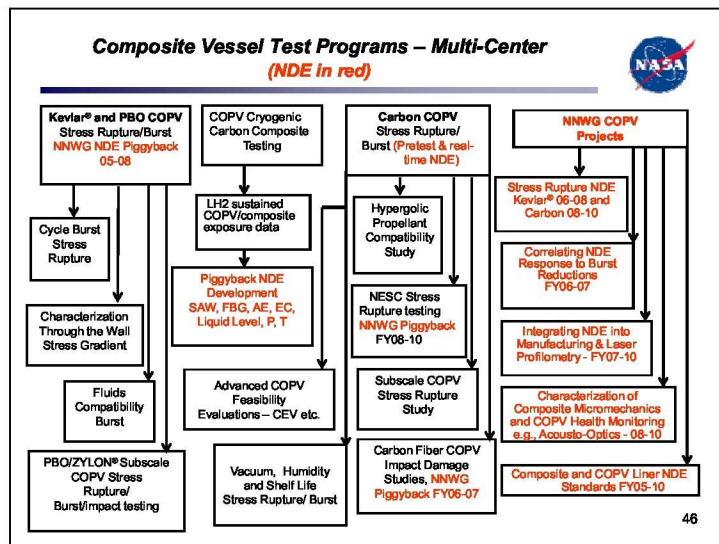 Composite Vessel Test Programs – Multi-Center
(NDE in red)
NASA
Kevlar® and PBO COPV
Stress Rupture/Burst
NNWG NDE Piggyback
05-08
Cycle Burst
Stress
Rupture
Characterization
Through the Wall
Stress Gradient
Fluids
Compatibility
Burst
PBO/ZYLON® Subscale
COPV Stress
Rupture/
Burst/impact testing
COPV Cryogenic
Carbon Composite
Testing
LH2 sustained
COPV/composite
exposure data
Piggyback NDE
Development
SAW, FBG, AE, EC,
Liquid Level, P, T
Advanced COPV
Feasibility
Evaluations – CEV etc.
Vacuum, Humidity
and Shelf Life
Stress Rupture/ Burst
Carbon COPV
Stress Rupture/
Burst (Pretest & real-
time NDE)
Hypergolic
Propellant
Compatibility
Study
NESC Stress
Rupture testing
NNWG Piggyback
FY08-10
Subscale COPV
Stress Rupture
Study
Carbon Fiber COPV
Impact Damage
Studies, NNWG
Piggyback FY06-07
NNWG COPV
Projects
Stress Rupture NDE
Kevlar® 06-08 and
Carbon 08-10
Correlating NDE
Response to Burst
Reductions
FY06-07
Integrating NDE into
Manufacturing & Laser
Profilometry - FY07-10
Characterization of
Composite Micromechanics
and COPV Health Monitoring
e.g., Acousto-Optics - 08-10
Composite and COPV Liner NDE
Standards FY05-10
46